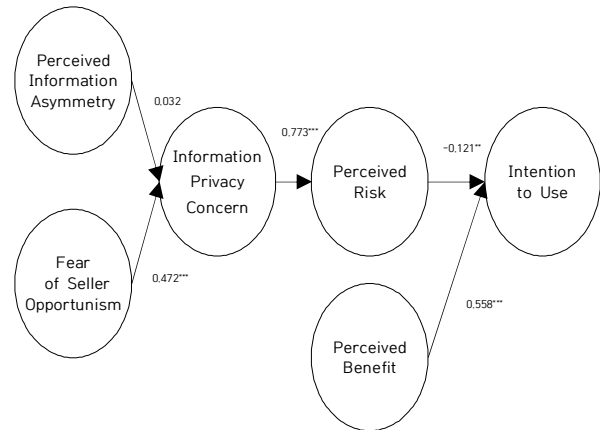 Perceived
Information
Asymmetry
0.032
Information
Privacy
Concern
0.773***
Perceived
Risk
-0.121**
Intention
to Use
Fear
of Seller
Opportunism
0.472***
Perceived
Benefit
0.558***